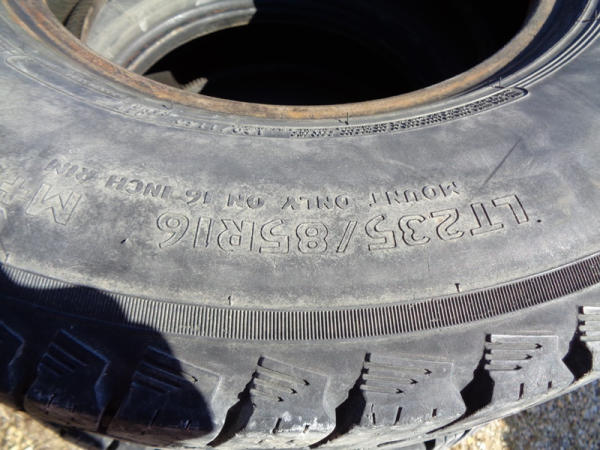 LT235/85R16
MOUNT ONLY ON 16 INCH RIM
M